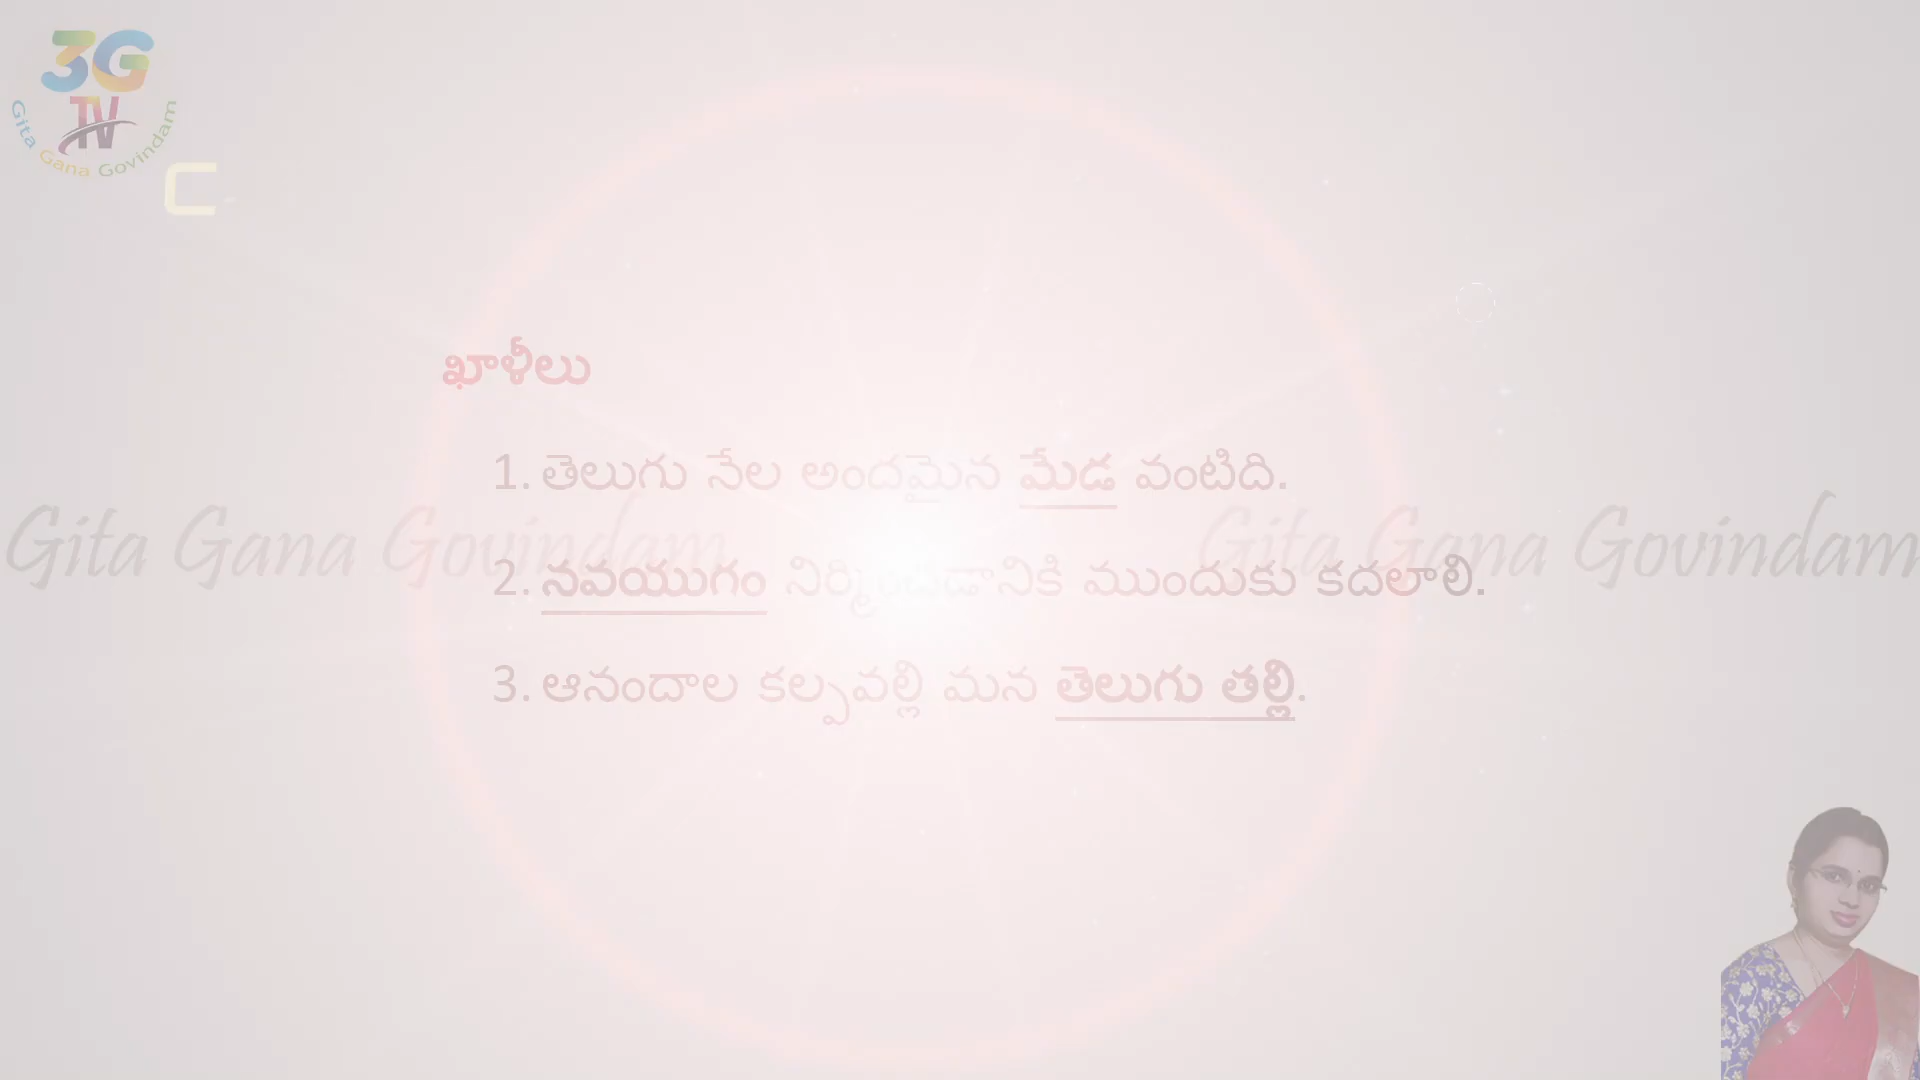 3G
TV
Gita Gana Govindam
ఖాళీలు
1. తెలుగు నేల అందమైన మేడ వంటిది.
Gita Gana Govindam Gita Gana Govindam
2. నవయుగం నిర్మించడానికి ముందుకు కదలాలి.
3. ఆనందాల కల్పవల్లి మన తెలుగు తల్లి.